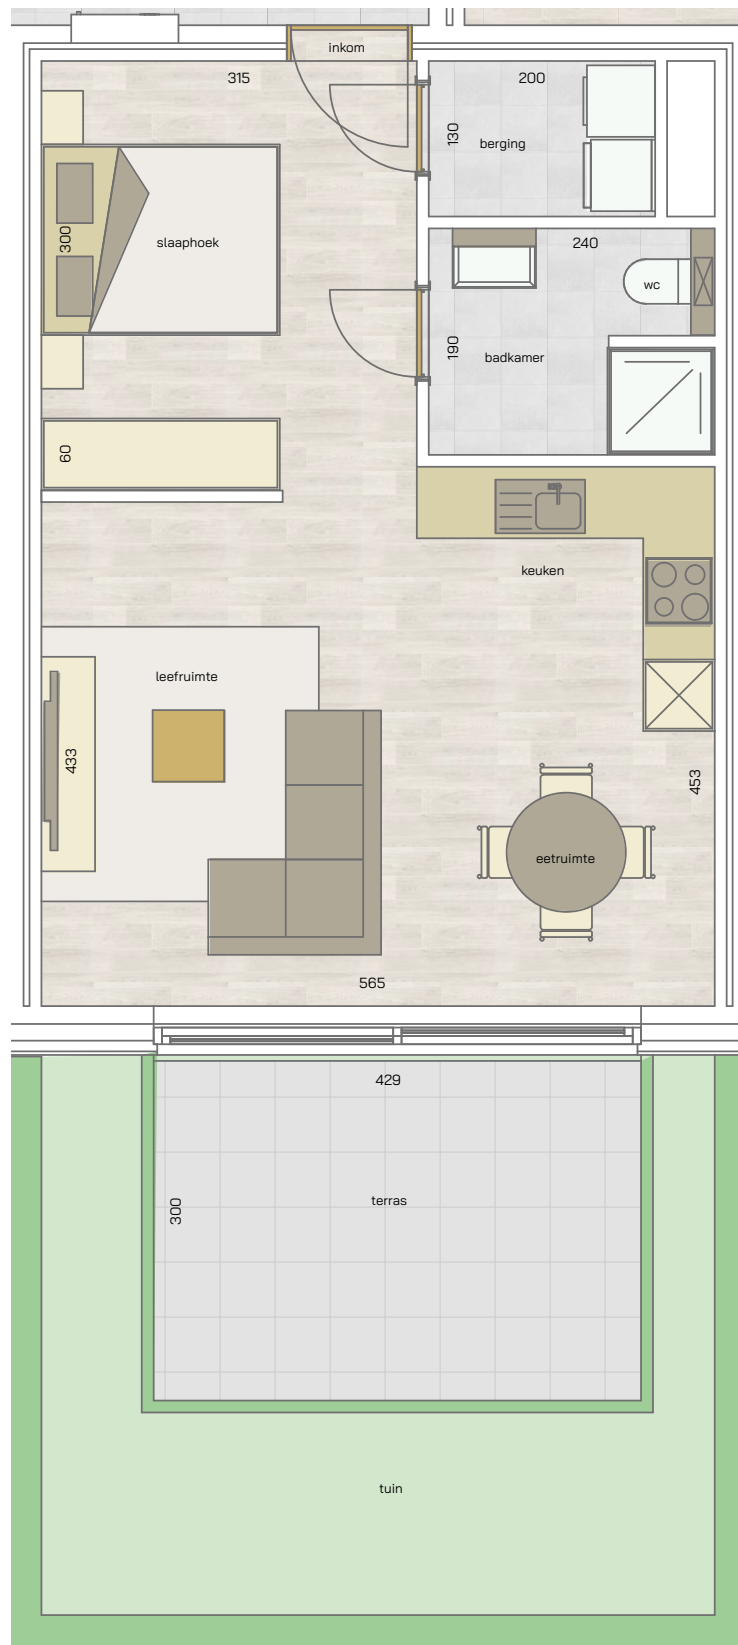 inkom
315
200
130
berging
300
slaaphoek
240
wc
190
badkamer
60
keuken
leefruimte
433
453
eetruimte
565
429
300
terras
tuin